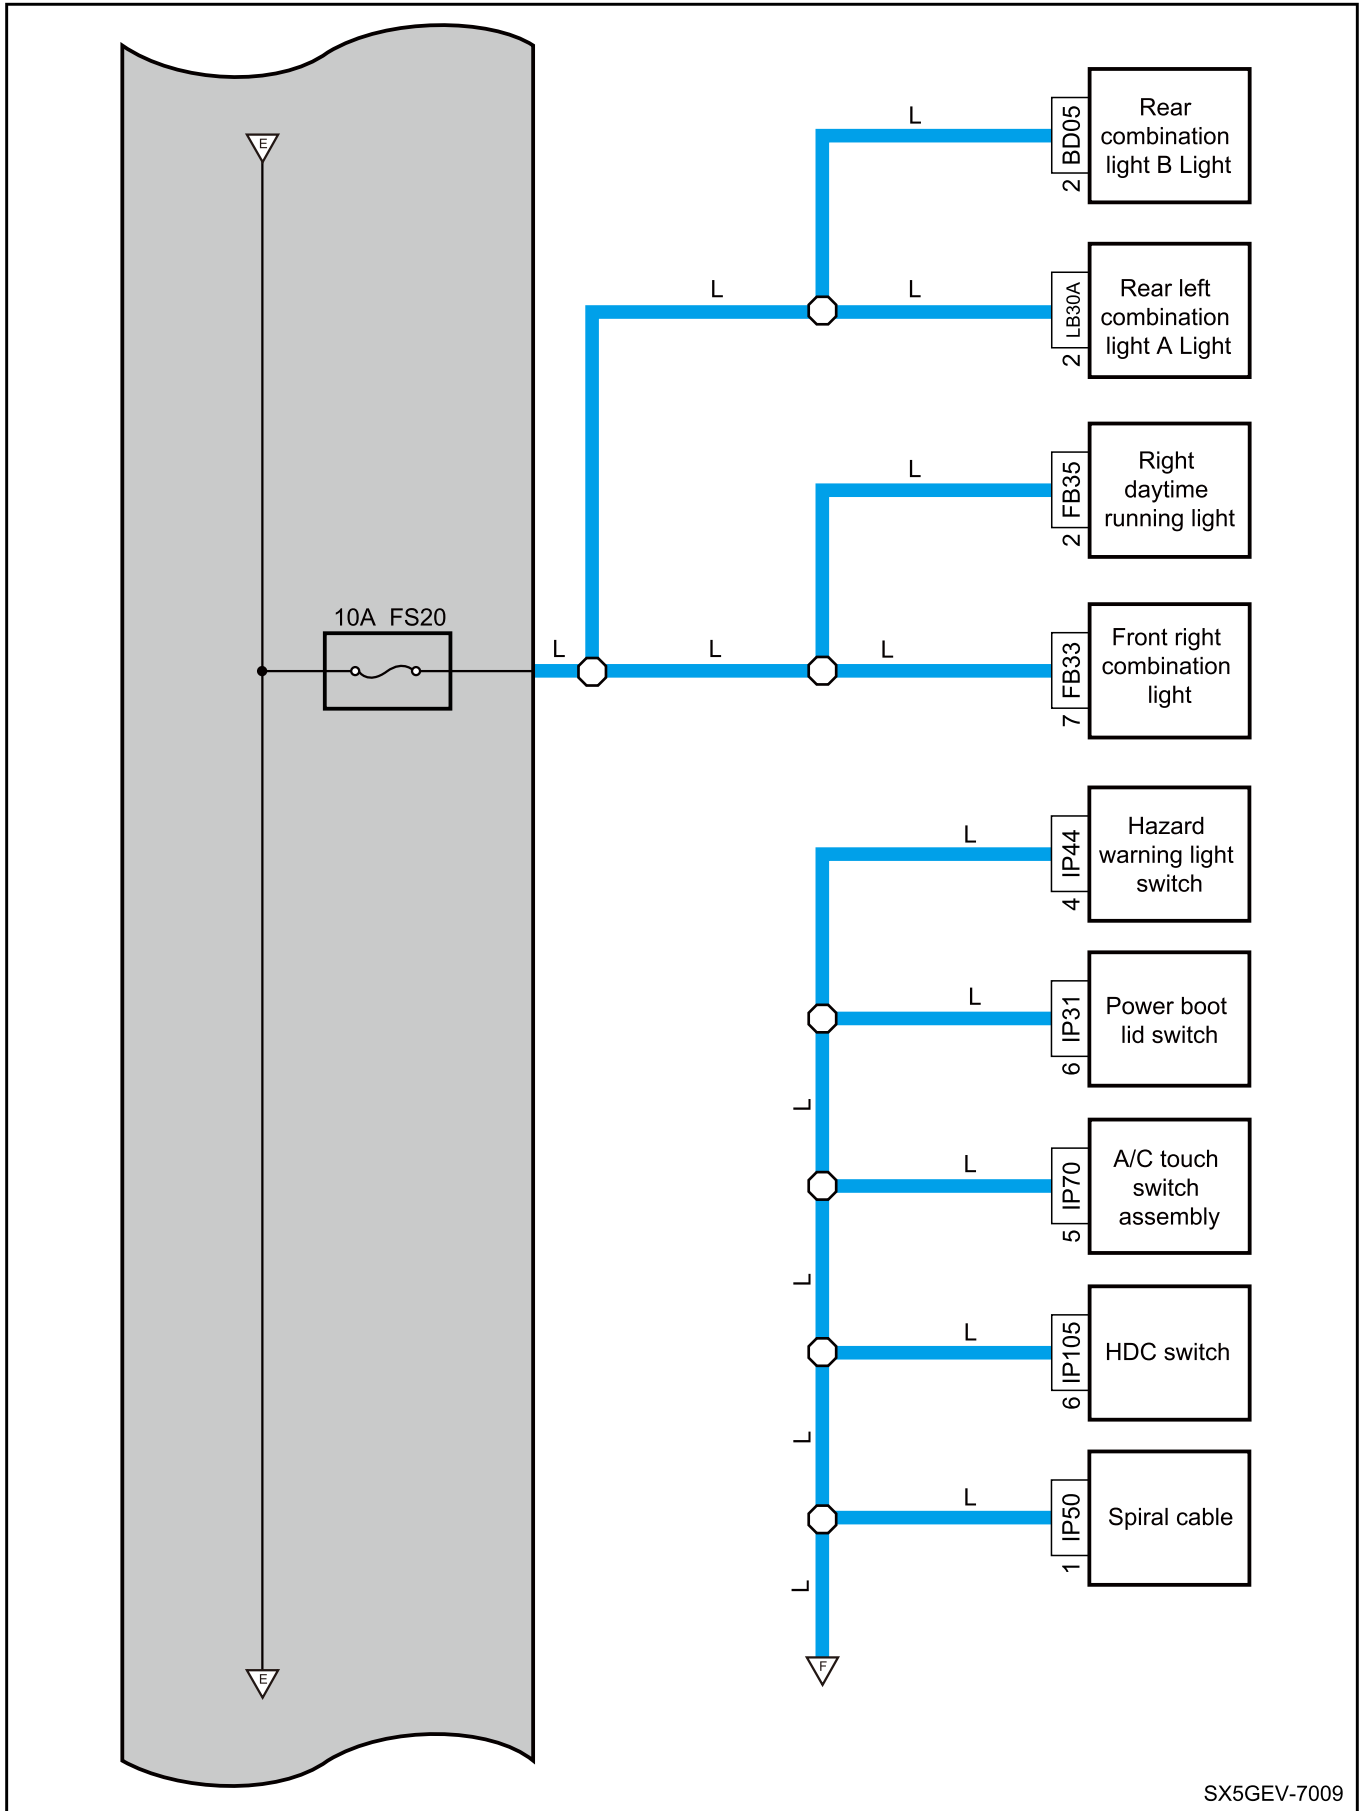 E
10A FS20
E
L
L
L
L
L
L
L
L
BD05
2
Rear
combination
light B Light
LB30A
2
Rear left
combination
light A Light
FB35
2
Right
daytime
running light
FB33
7
Front right
combination
light
L
IP44
4
Hazard
warning light
switch
L
IP31
6
Power boot
lid switch
L
L
IP70
5
A/C touch
switch
assembly
L
L
IP105
6
HDC switch
L
L
IP50
1
Spiral cable
L
F
SX5GEV-7009